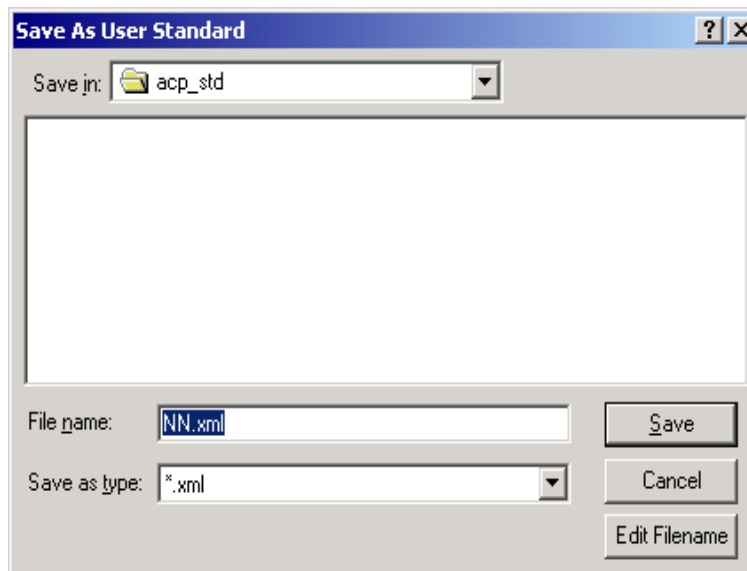 Save As User Standard
Save in: acp_std
File name: NN.xml
Save
Save as type: *.xml
Cancel
Edit Filename